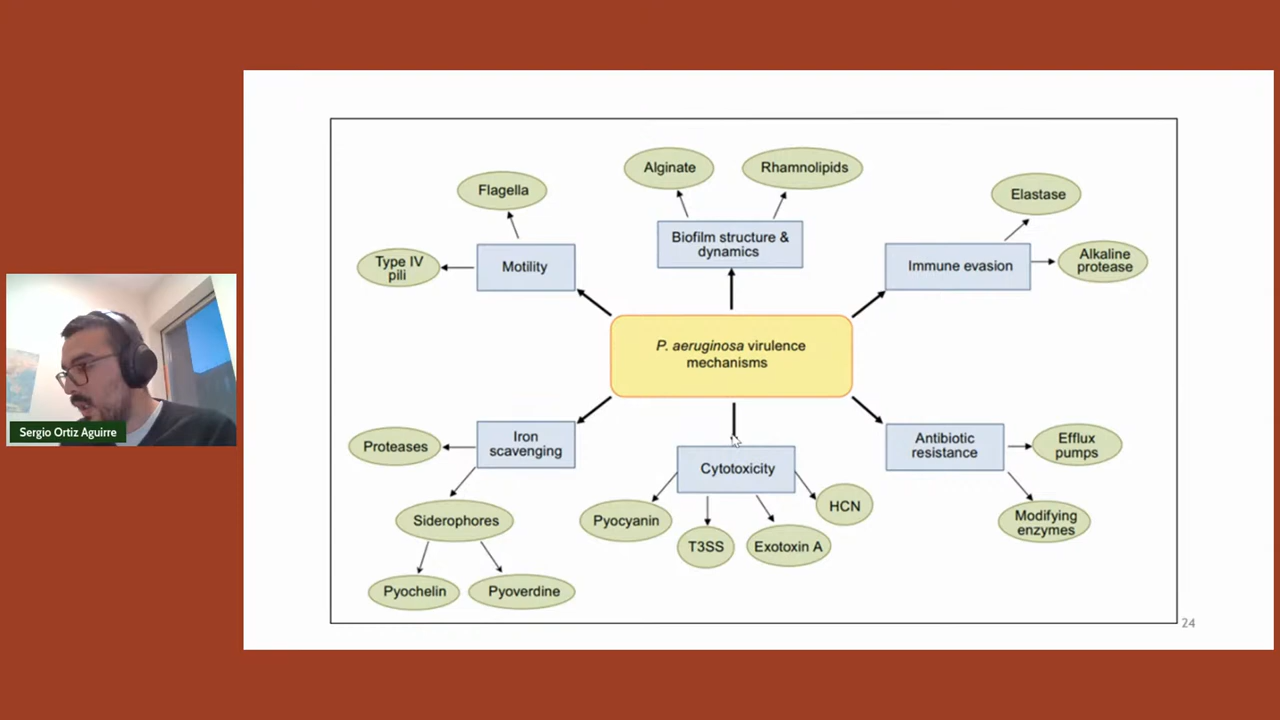 Alginate
Rhamnolipids
Flagella
Elastase
Biofilm structure &
dynamics
Type IV
pili
Motility
Immune evasion
Alkaline
protease
P. aeruginosa virulence
mechanisms
Sergio Ortiz Aguirre
Proteases
Iron
scavenging
Cytotoxicity
Antibiotic
resistance
Efflux
pumps
Siderophores
Pyocyanin
T3SS
Exotoxin A
HCN
Modifying
enzymes
Pyochelin
Pyoverdine
24